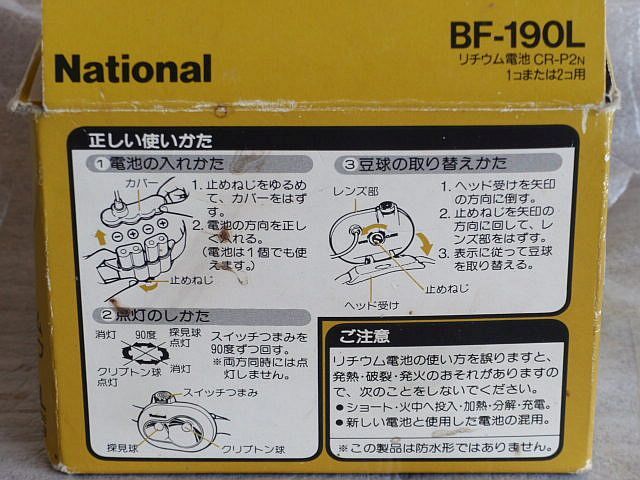 National
BF-190L
リチウム電池 CR-P2N
1コまたは2コ用
正しい使いかた
①電池の入れかた
カバー
1. 止めねじをゆるめ
て、カバーをはず
す。
2. 電池の方向を正し
く入れる。
(電池は1個でも使
えます。)
止めねじ
②点灯のしかた
消灯
90度
探見球
点灯
クリプトン球
点灯
消灯
スイッチつまみを
90度ずつ回す。
※両方同時には点
灯しません。
スイッチつまみ
National
探見球
クリプトン球
③豆球の取り替えかた
レンズ部
1. ヘッド受けを矢印
の方向に倒す。
2. 止めねじを矢印の
方向に回して、レ
ンズ部をはずす。
3. 表示に従って豆球
を取り替える。
止めねじ
ヘッド受け
ご注意
リチウム電池の使い方を誤りますと、
発熱・破裂・発火のおそれがありますの
で、次のことをしないでください。
●ショート・火中へ投入・加熱・分解・充電。
●新しい電池と使用した電池の混用。
※この製品は防水形ではありません。